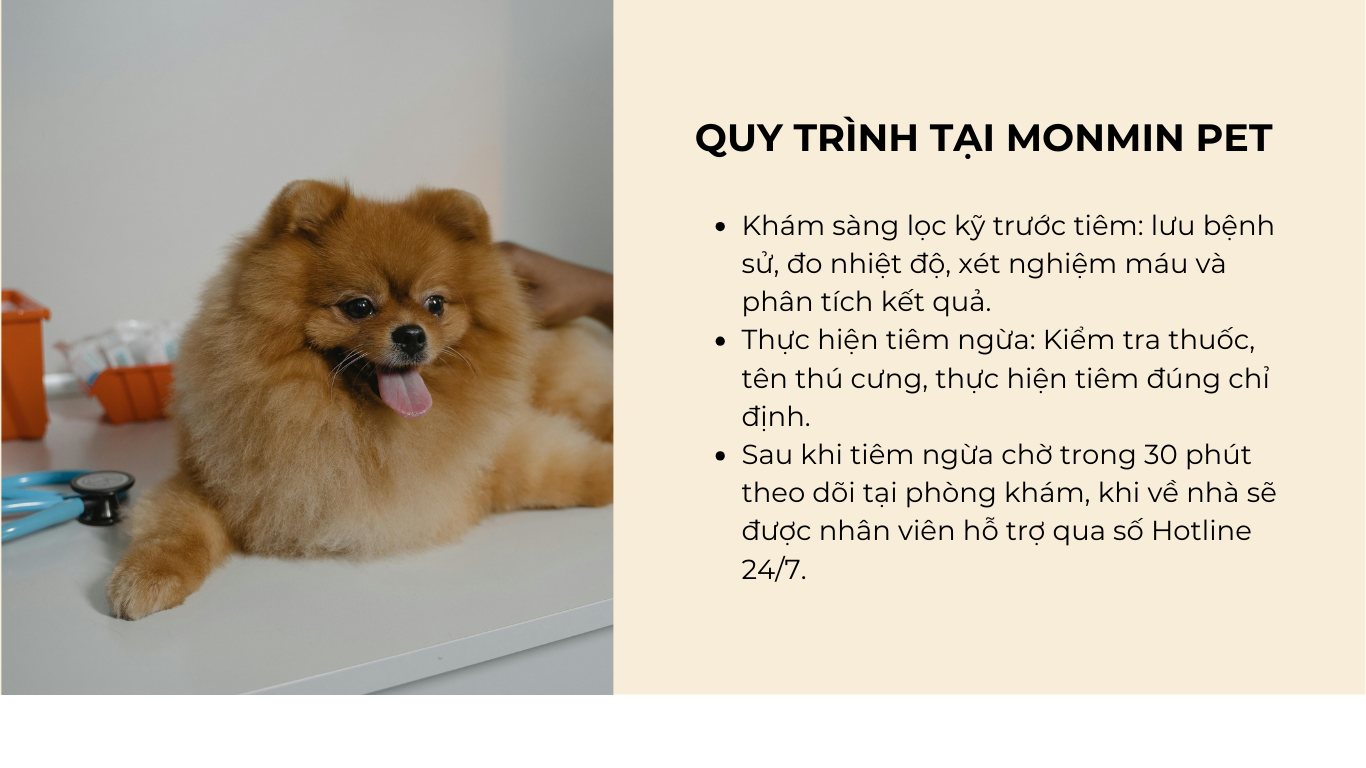 QUY TRÌNH TẠI MONMIN PET
• Khám sàng lọc kỹ trước tiêm: lưu bệnh
sử, đo nhiệt độ, xét nghiệm máu và
phân tích kết quả.
• Thực hiện tiêm ngừa: Kiểm tra thuốc,
tên thú cưng, thực hiện tiêm đúng chỉ
định.
• Sau khi tiêm ngừa chờ trong 30 phút
theo dõi tại phòng khám, khi về nhà sẽ
được nhân viên hỗ trợ qua số Hotline
24/7.